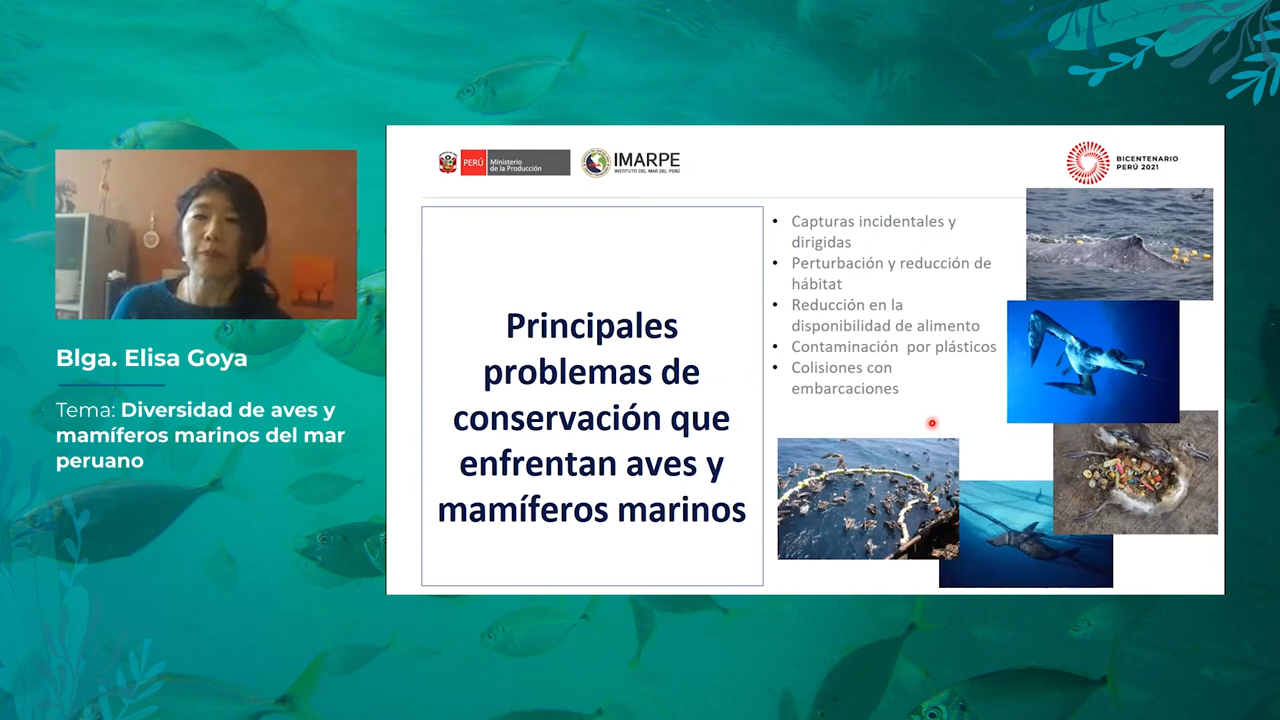 Blga. Elisa Goya
Tema: Diversidad de aves y
mamíferos marinos del mar
peruano
PERÚ
Ministerio
de la Producción
IMARPE
INSTITUTO DEL MAR DEL PERÚ
BICENTENARIO
PERÚ 2021
Principales
problemas de
conservación que
enfrentan aves y
mamíferos marinos
• Capturas incidentales y
dirigidas
• Perturbación y reducción de
hábitat
• Reducción en la
disponibilidad de alimento
• Contaminación por plásticos
• Colisiones con
embarcaciones